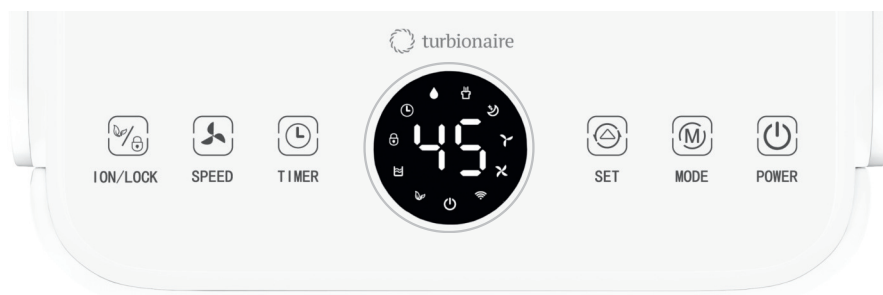 turbionaire
45
ION/LOCK
SPEED
TIMER
SET
MODE
POWER